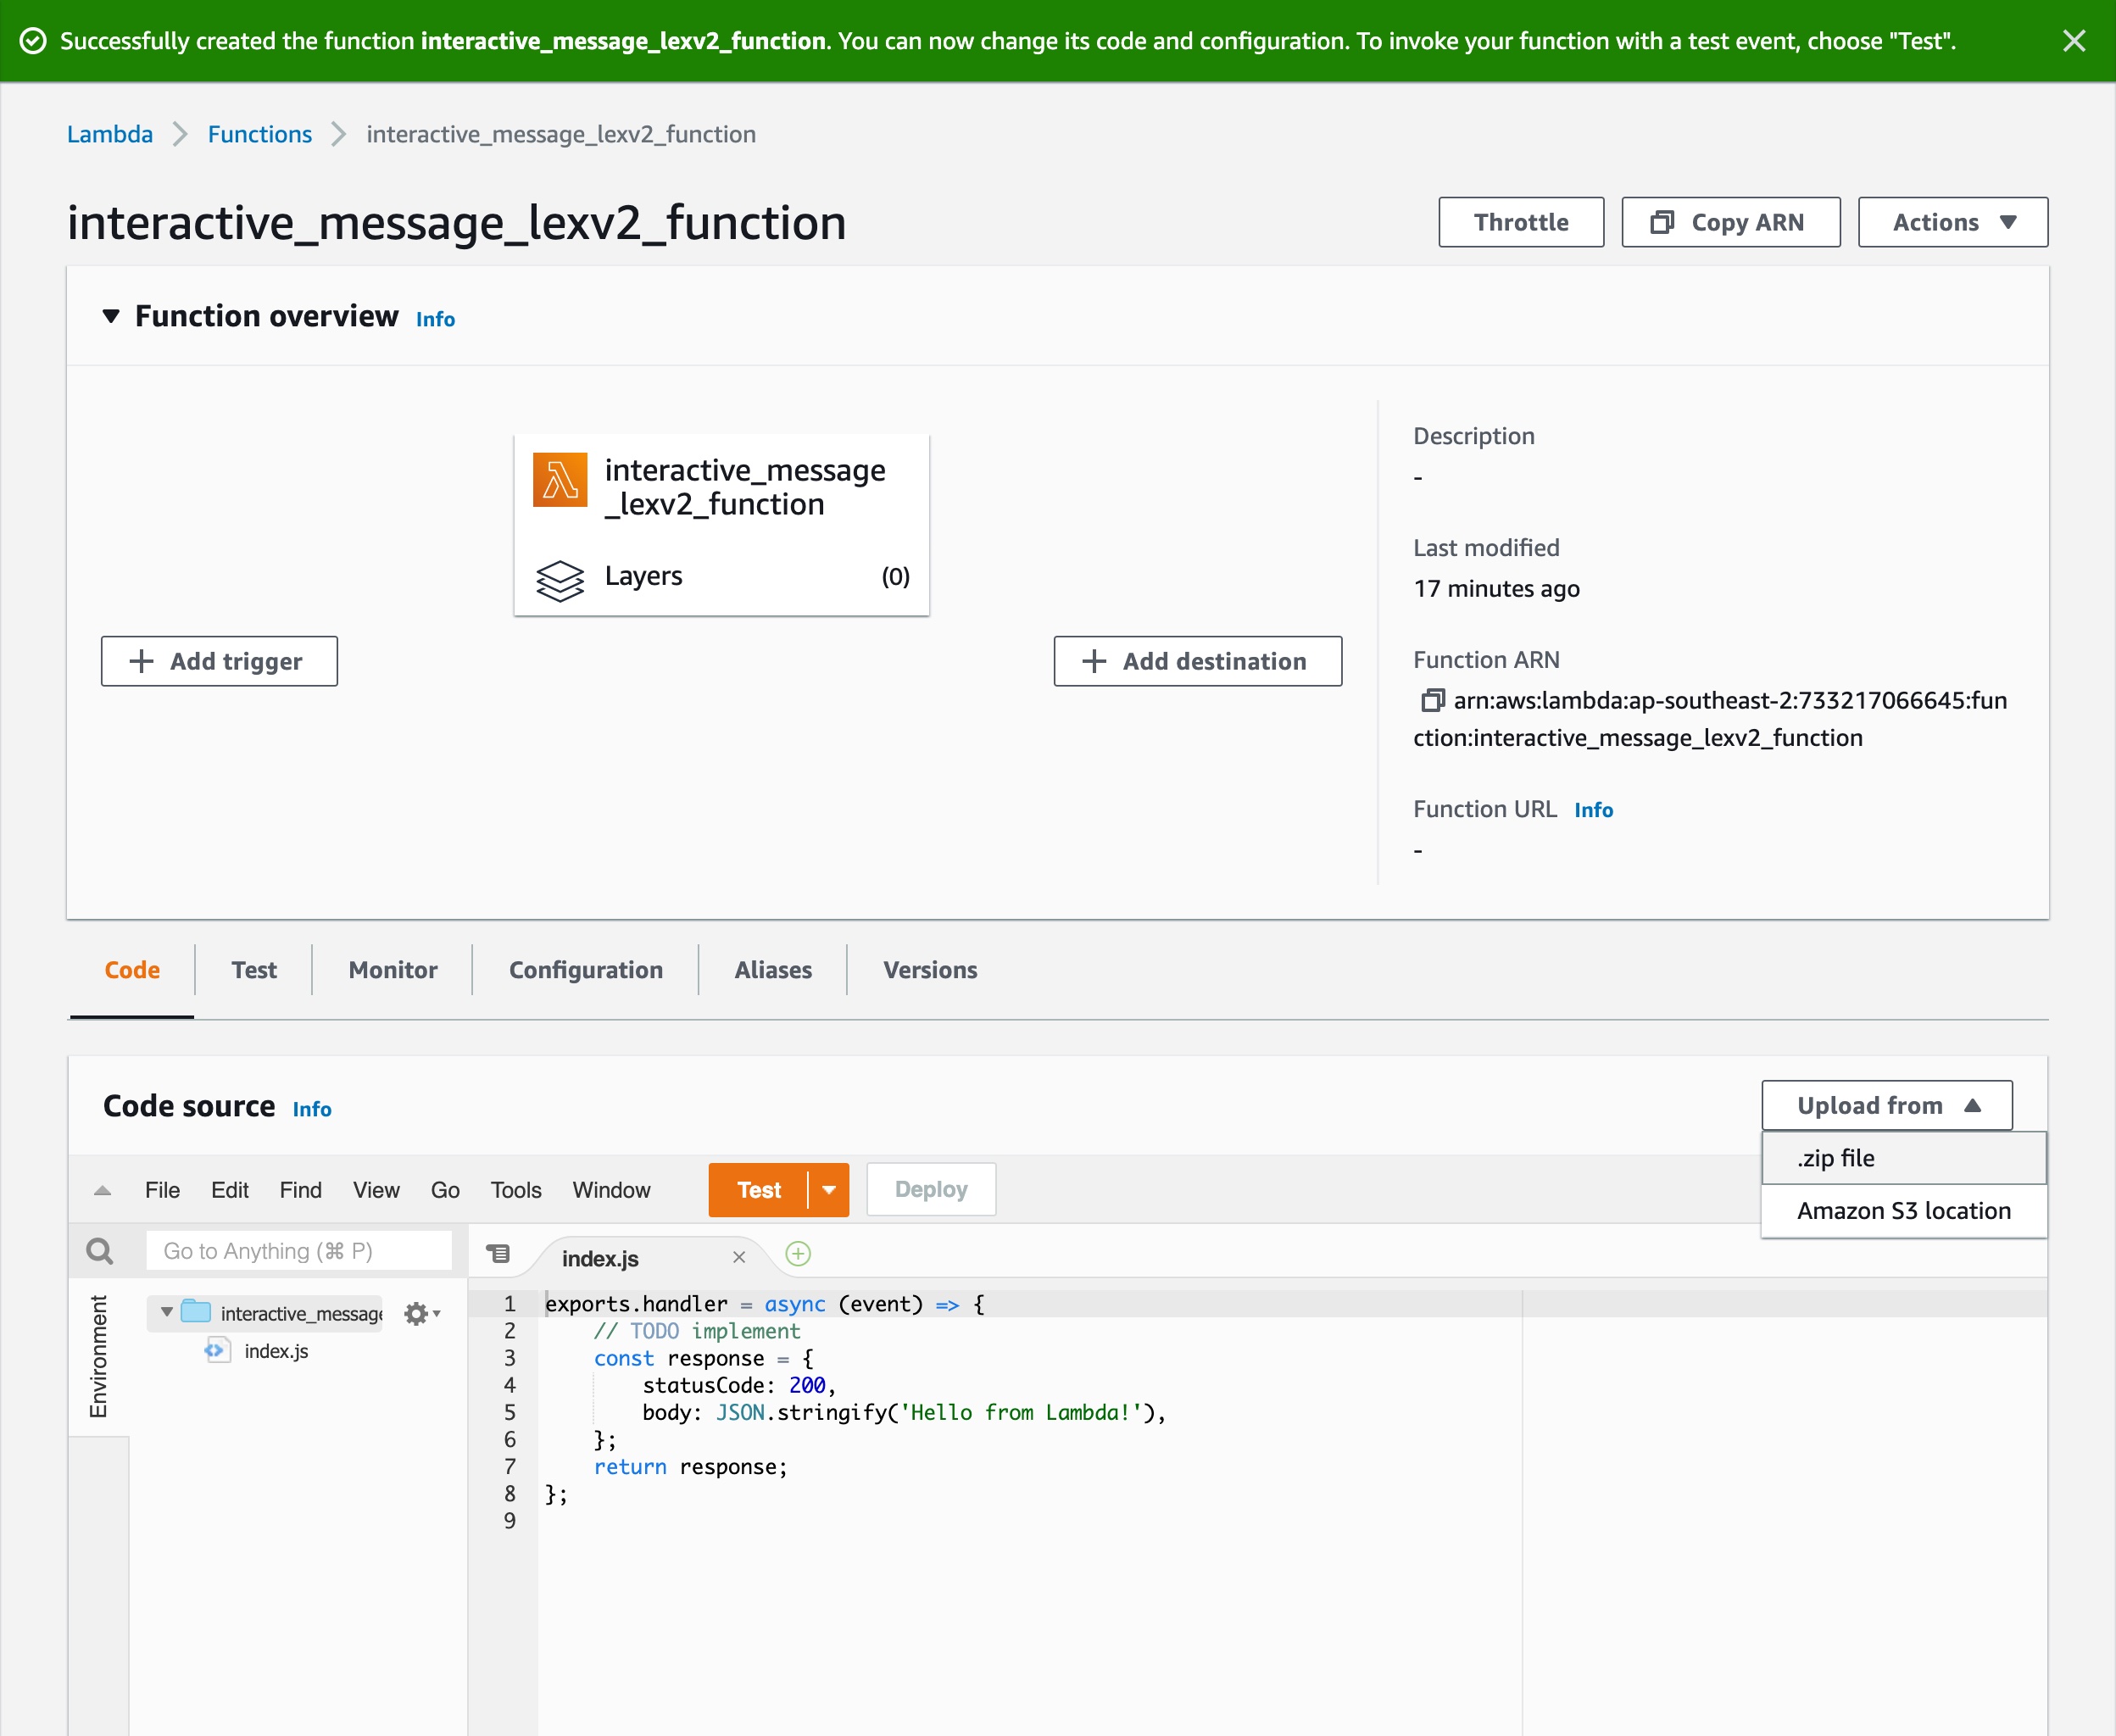 Successfully created the function interactive_message_lexv2_function. You can now change its code and configuration. To invoke your function with a test event, choose "Test".
Lambda
Functions
interactive_message_lexv2_function
interactive_message_lexv2_function
Throttle
Copy ARN
Actions
Function overview
Info
interactive_message
_lexv2_function
Layers
(0)
Add trigger
Add destination
Description
-
Last modified
17 minutes ago
Function ARN
arn:aws:lambda:ap-southeast-2:733217066645:fun
ction:interactive_message_lexv2_function
Function URL
Info
-
Code
Test
Monitor
Configuration
Aliases
Versions
Code source
Info
Upload from
.zip file
Amazon S3 location
File
Edit
Find
View
Go
Tools
Window
Test
Deploy
Go to Anything (⌘ P)
index.js
Environment
interactive_message
index.js
1 exports.handler = async (event) => {
2     // TODO implement
3     const response = {
4         statusCode: 200,
5         body: JSON.stringify('Hello from Lambda!'),
6     };
7     return response;
8 };
9